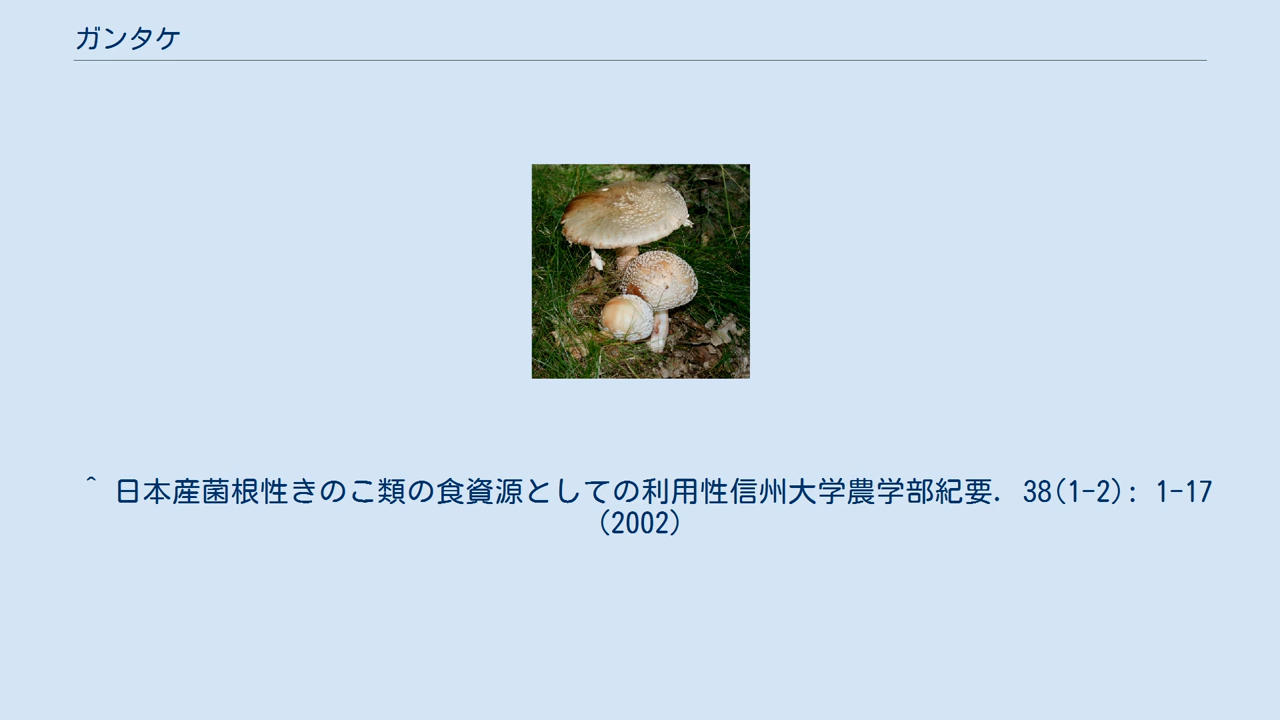 ガンタケ
^ 日本産菌根性きのこ類の食資源としての利用性信州大学農学部紀要. 38(1-2): 1-17
(2002)